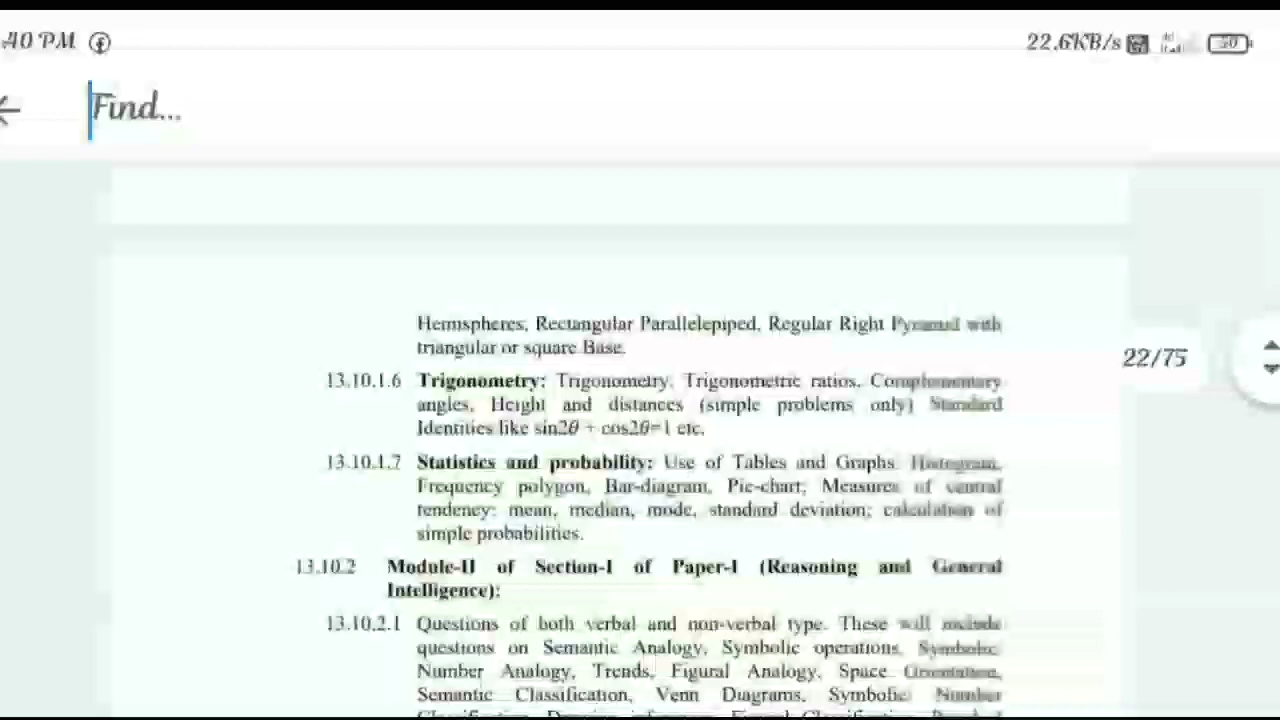 :40 PM
22.6KB/s
50
Find...
Hemispheres, Rectangular Parallelepiped, Regular Right Pyramid with
triangular or square Base.
22/75
13.10.1.6 Trigonometry: Trigonometry, Trigonometric ratios, Complementary
angles, Height and distances (simple problems only) Standard
Identities like sin2θ + cos2θ=1 etc.
13.10.1.7 Statistics and probability: Use of Tables and Graphs: Histogram,
Frequency polygon, Bar-diagram, Pie-chart; Measures of central
tendency: mean, median, mode, standard deviation; calculation of
simple probabilities.
13.10.2 Module-II of Section-I of Paper-I (Reasoning and General
Intelligence):
13.10.2.1 Questions of both verbal and non-verbal type. These will include
questions on Semantic Analogy, Symbolic operations, Symbolic/
Number Analogy, Trends, Figural Analogy, Space Orientation,
Semantic Classification, Venn Diagrams, Symbolic/ Number